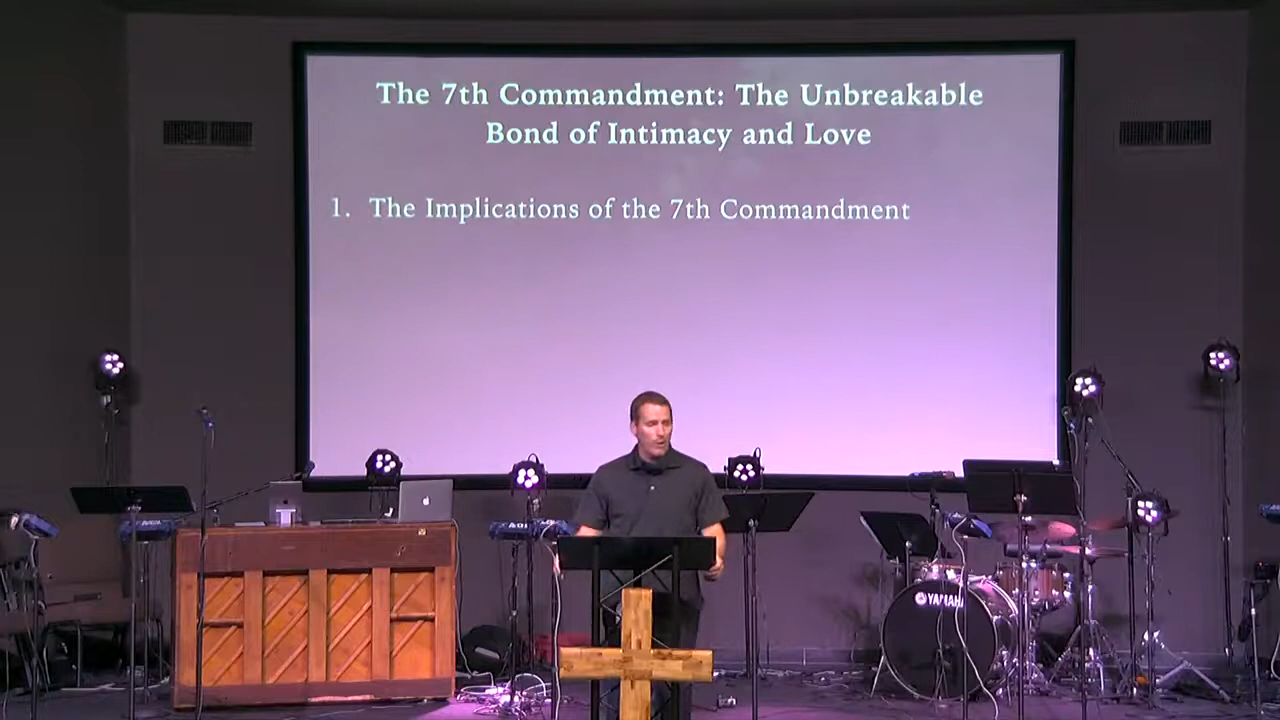 The 7th Commandment: The Unbreakable
Bond of Intimacy and Love
1. The Implications of the 7th Commandment
YAMAHA